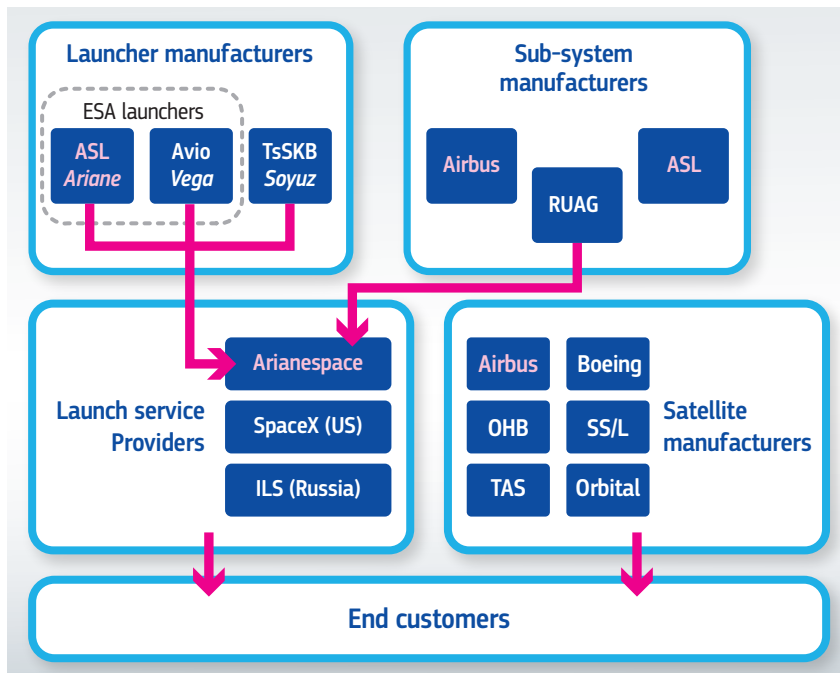 Launcher manufacturers
ESA launchers
ASL
Ariane
Avio
Vega
TsSKB
Soyuz
Sub-system
manufacturers
Airbus
RUAG
ASL
Launch service
Providers
Arianespace
SpaceX (US)
ILS (Russia)
Airbus
Boeing
OHB
SS/L
TAS
Orbital
Satellite
manufacturers
End customers